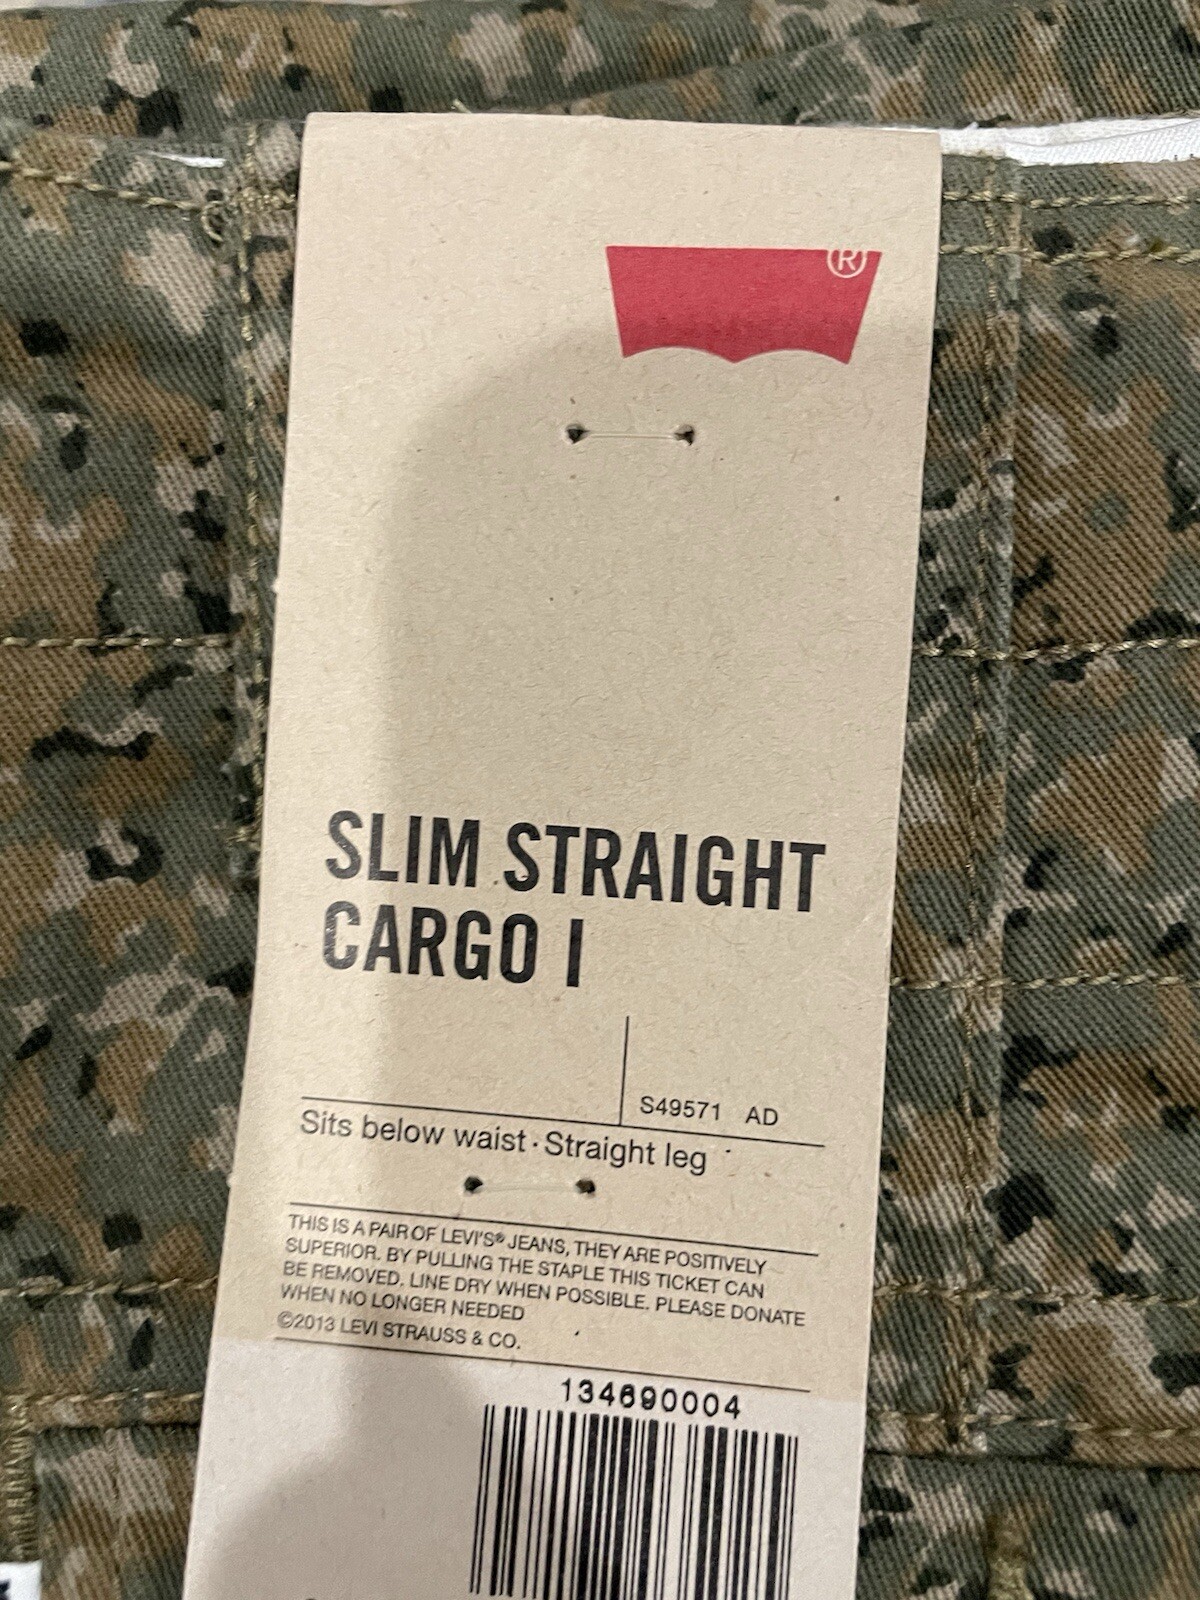 ®
SLIM STRAIGHT
CARGO I
S49571 AD
Sits below waist · Straight leg
THIS IS A PAIR OF LEVI'S® JEANS, THEY ARE POSITIVELY
SUPERIOR. BY PULLING THE STAPLE THIS TICKET CAN
BE REMOVED. LINE DRY WHEN POSSIBLE. PLEASE DONATE
WHEN NO LONGER NEEDED
©2013 LEVI STRAUSS & CO.
134690004